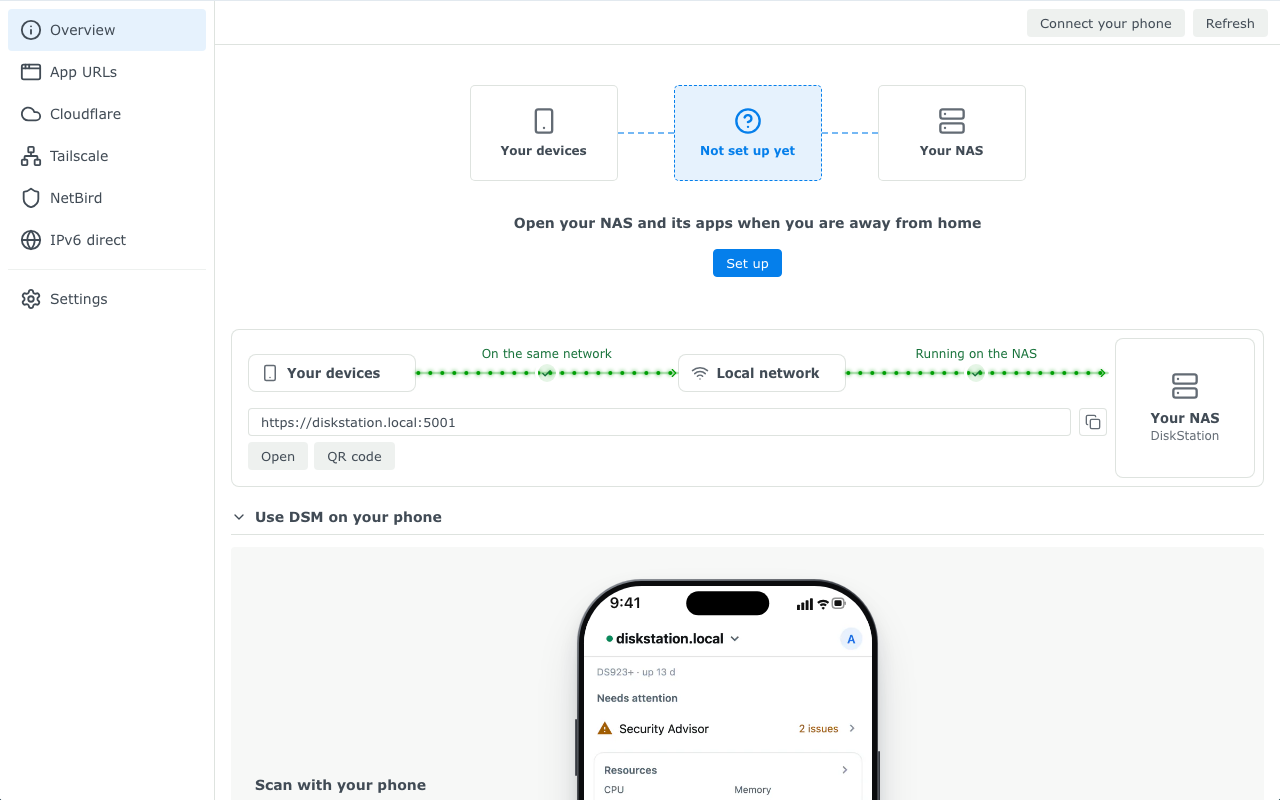 Overview
App URLs
Cloudflare
Tailscale
NetBird
IPv6 direct
Settings
Connect your phone
Refresh
Your devices
Not set up yet
Your NAS
Open your NAS and its apps when you are away from home
Set up
Your devices
On the same network
Local network
Running on the NAS
Your NAS
DiskStation
https://diskstation.local:5001
Open
QR code
Use DSM on your phone
Scan with your phone
9:41
diskstation.local
A
DS923+ · up 13 d
Needs attention
Security Advisor
2 issues
Resources
CPU
Memory